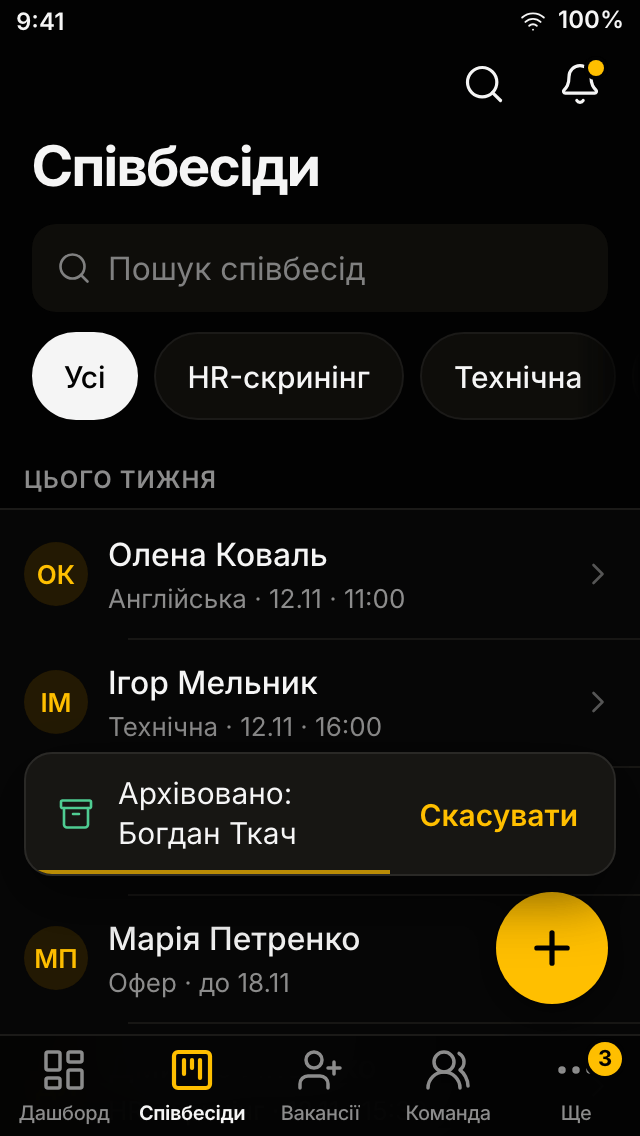 9:41
100%
Співбесіди
Пошук співбесід
Усі
HR-скринінг
Технічна
ЦЬОГО ТИЖНЯ
ОК
Олена Коваль
Англійська · 12.11 · 11:00
ІМ
Ігор Мельник
Технічна · 12.11 · 16:00
Архівовано:
Богдан Ткач
Скасувати
МП
Марія Петренко
Офер · до 18.11
3
Дашборд
Співбесіди
Вакансії
Команда
Ще